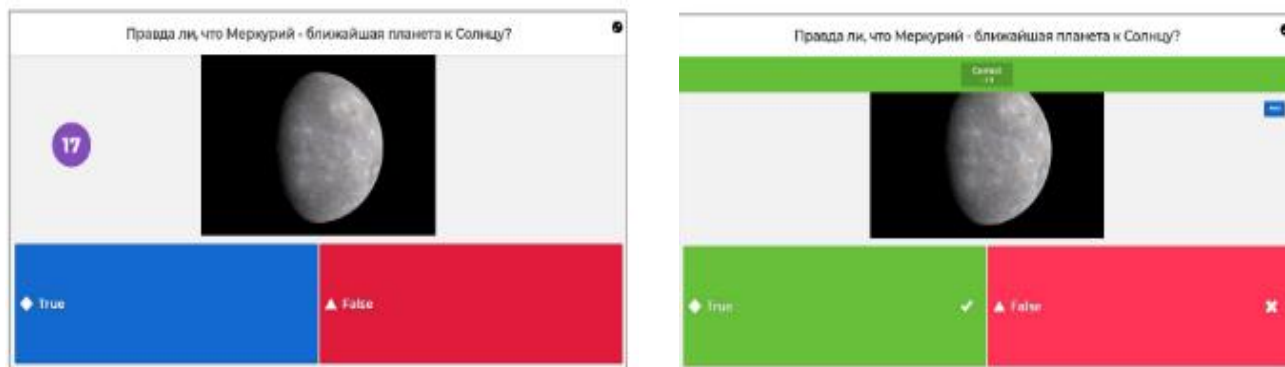 Правда ли, что Меркурий - ближайшая планета к Солнцу?
17
True
False
Правда ли, что Меркурий - ближайшая планета к Солнцу?
Correct
True
False